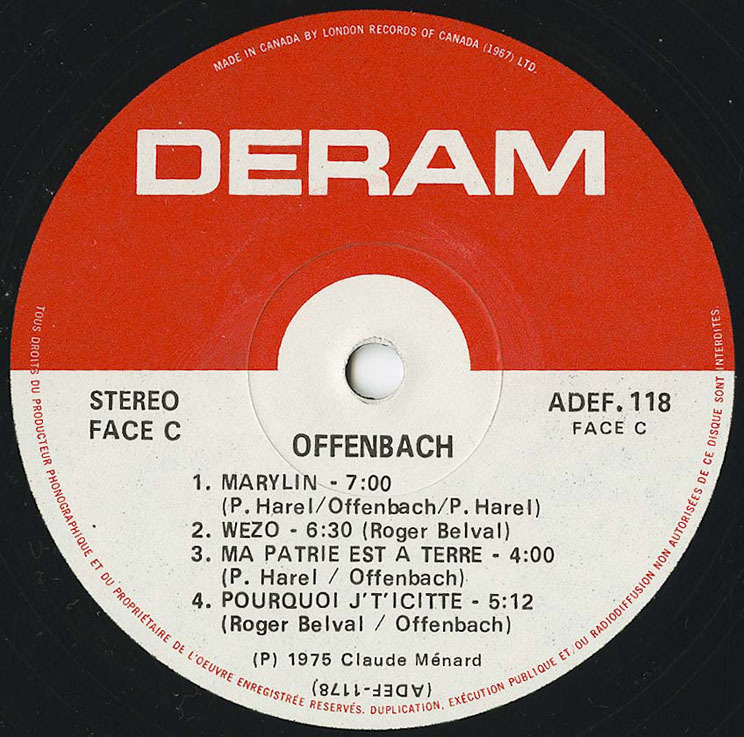 MADE IN CANADA BY LONDON RECORDS OF CANADA (1967) LTD.
DERAM
STEREO
FACE C
ADEF. 118
FACE C
OFFENBACH
1. MARYLIN - 7:00
(P. Harel/Offenbach/P. Harel)
2. WEZO - 6:30 (Roger Belval)
3. MA PATRIE EST A TERRE - 4:00
(P. Harel / Offenbach)
4. POURQUOI J'T'ICITTE - 5:12
(Roger Belval / Offenbach)
(P) 1975 Claude Ménard
(ADEF-1178)
TOUS DROITS DU PRODUCTEUR PHONOGRAPHIQUE ET DU PROPRIÉTAIRE DE L'OEUVRE ENREGISTRÉE RESERVÉS. DUPLICATION, EXÉCUTION PUBLIQUE ET/OU RADIODIFFUSION NON AUTORISÉES DE CE DISQUE SONT INTERDITES.